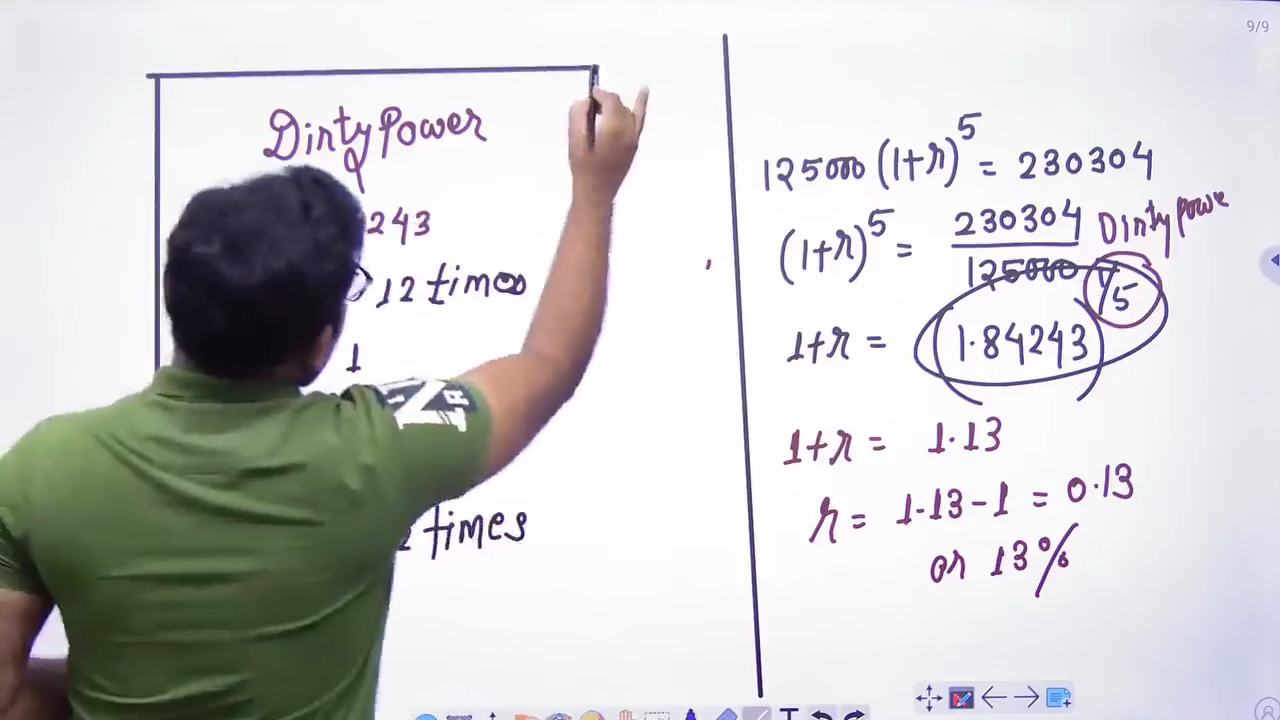 9/9
Dirty Power
243
12 times
1
times
125000 (1+r)^5 = 230304
(1+r)^5 = 230304/125000
Dirty Powe
1+r = (1.84243)^1/5
1+r = 1.13
r = 1.13-1 = 0.13
or 13%